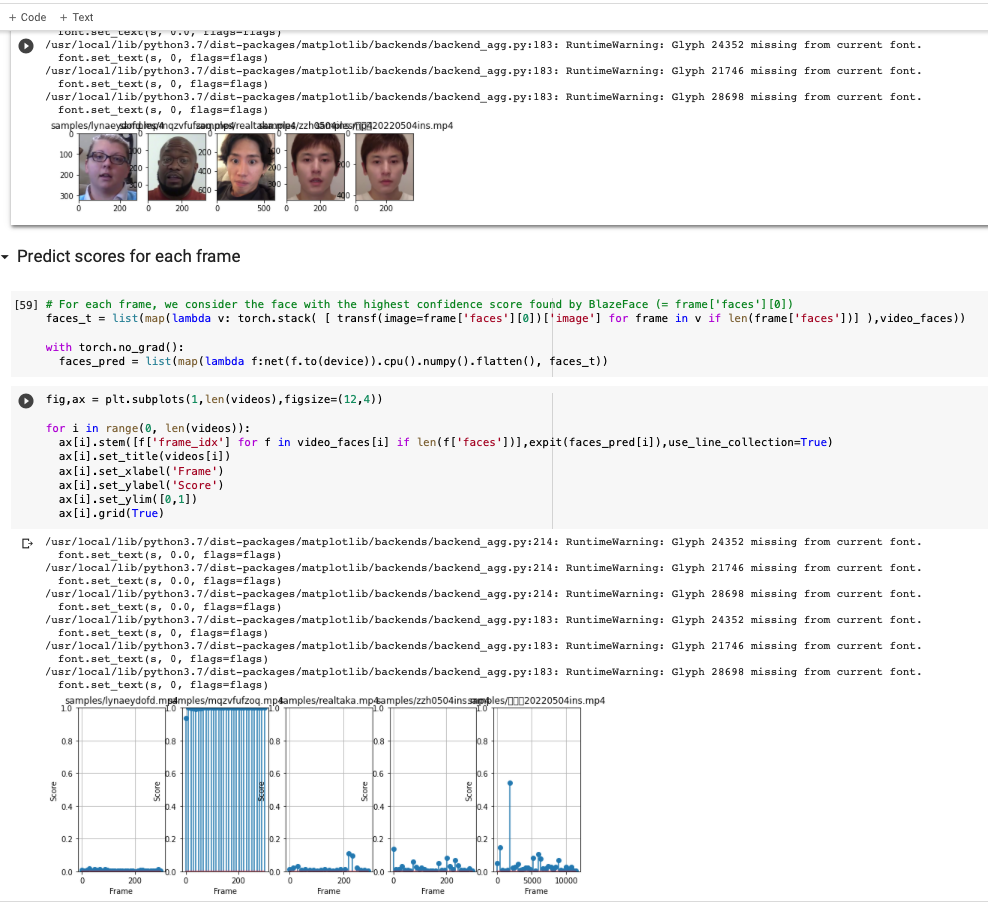 + Code + Text
font.set_text(s, 0.0, flags=flags)
/usr/local/lib/python3.7/dist-packages/matplotlib/backends/backend_agg.py:183: RuntimeWarning: Glyph 24352 missing from current font.
font.set_text(s, 0, flags=flags)
/usr/local/lib/python3.7/dist-packages/matplotlib/backends/backend_agg.py:183: RuntimeWarning: Glyph 21746 missing from current font.
font.set_text(s, 0, flags=flags)
/usr/local/lib/python3.7/dist-packages/matplotlib/backends/backend_agg.py:183: RuntimeWarning: Glyph 28698 missing from current font.
font.set_text(s, 0, flags=flags)
20220504ins.mp4
0 100 200 300
0 200
0 200
200 400 600
0 500
0 200
0 200
Predict scores for each frame
[59] # For each frame, we consider the face with the highest confidence score found by BlazeFace (= frame['faces'][0])
faces_t = list(map(lambda v: torch.stack( [ transf(image=frame['faces'][0])['image'] for frame in v if len(frame['faces'])] ),video_faces))
with torch.no_grad():
faces_pred = list(map(lambda f:net(f.to(device)).cpu().numpy().flatten(), faces_t))
fig,ax = plt.subplots(1,len(videos),figsize=(12,4))
for i in range(0, len(videos)):
ax[i].stem([f['frame_idx'] for f in video_faces[i] if len(f['faces'])],expit(faces_pred[i]),use_line_collection=True)
ax[i].set_title(videos[i])
ax[i].set_xlabel('Frame')
ax[i].set_ylabel('Score')
ax[i].set_ylim([0,1])
ax[i].grid(True)
/usr/local/lib/python3.7/dist-packages/matplotlib/backends/backend_agg.py:214: RuntimeWarning: Glyph 24352 missing from current font.
font.set_text(s, 0.0, flags=flags)
/usr/local/lib/python3.7/dist-packages/matplotlib/backends/backend_agg.py:214: RuntimeWarning: Glyph 21746 missing from current font.
font.set_text(s, 0.0, flags=flags)
/usr/local/lib/python3.7/dist-packages/matplotlib/backends/backend_agg.py:214: RuntimeWarning: Glyph 28698 missing from current font.
font.set_text(s, 0.0, flags=flags)
/usr/local/lib/python3.7/dist-packages/matplotlib/backends/backend_agg.py:183: RuntimeWarning: Glyph 24352 missing from current font.
font.set_text(s, 0, flags=flags)
/usr/local/lib/python3.7/dist-packages/matplotlib/backends/backend_agg.py:183: RuntimeWarning: Glyph 21746 missing from current font.
font.set_text(s, 0, flags=flags)
/usr/local/lib/python3.7/dist-packages/matplotlib/backends/backend_agg.py:183: RuntimeWarning: Glyph 28698 missing from current font.
font.set_text(s, 0, flags=flags)
samples/lynaeydofd.mp4 samples/mqzvfufzoq.mp4 samples/realtaka.mp4 samples/zzh0504ins 20220504ins.mp4
1.0 1.0 1.0 1.0 1.0
0.8 0.8 0.8 0.8 0.8
0.6 0.6 0.6 0.6 0.6
Score Score Score Score Score
0.4 0.4 0.4 0.4 0.4
0.2 0.2 0.2 0.2 0.2
0.0 0.0 0.0 0.0 0.0
0 200 0 200 0 200 0 200 0 5000 10000
Frame Frame Frame Frame Frame